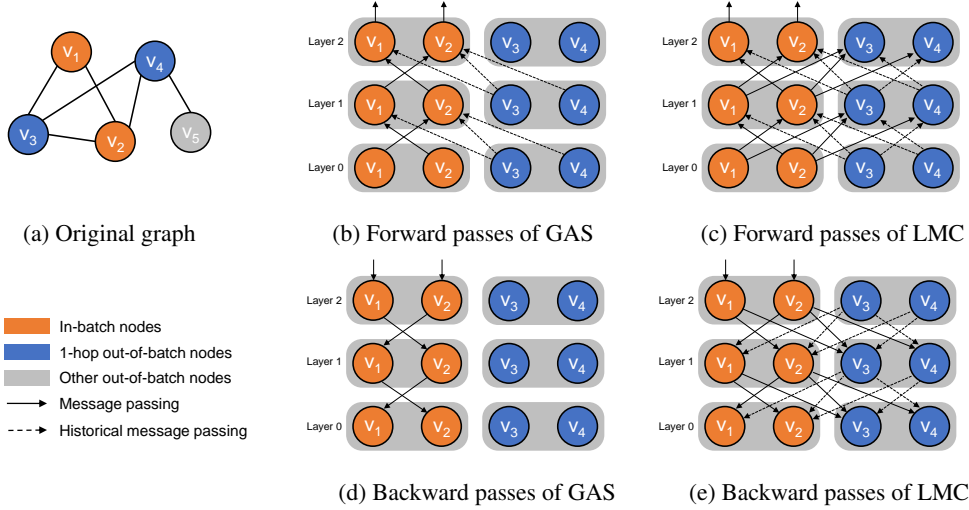 V1
V4
V3
V2
V5
(a) Original graph
Layer 2
V1 V2 V3 V4
Layer 1
V1 V2 V3 V4
Layer 0
V1 V2 V3 V4
(b) Forward passes of GAS
Layer 2
V1 V2 V3 V4
Layer 1
V1 V2 V3 V4
Layer 0
V1 V2 V3 V4
(c) Forward passes of LMC
In-batch nodes
1-hop out-of-batch nodes
Other out-of-batch nodes
Message passing
Historical message passing
Layer 2
V1 V2 V3 V4
Layer 1
V1 V2 V3 V4
Layer 0
V1 V2 V3 V4
(d) Backward passes of GAS
Layer 2
V1 V2 V3 V4
Layer 1
V1 V2 V3 V4
Layer 0
V1 V2 V3 V4
(e) Backward passes of LMC